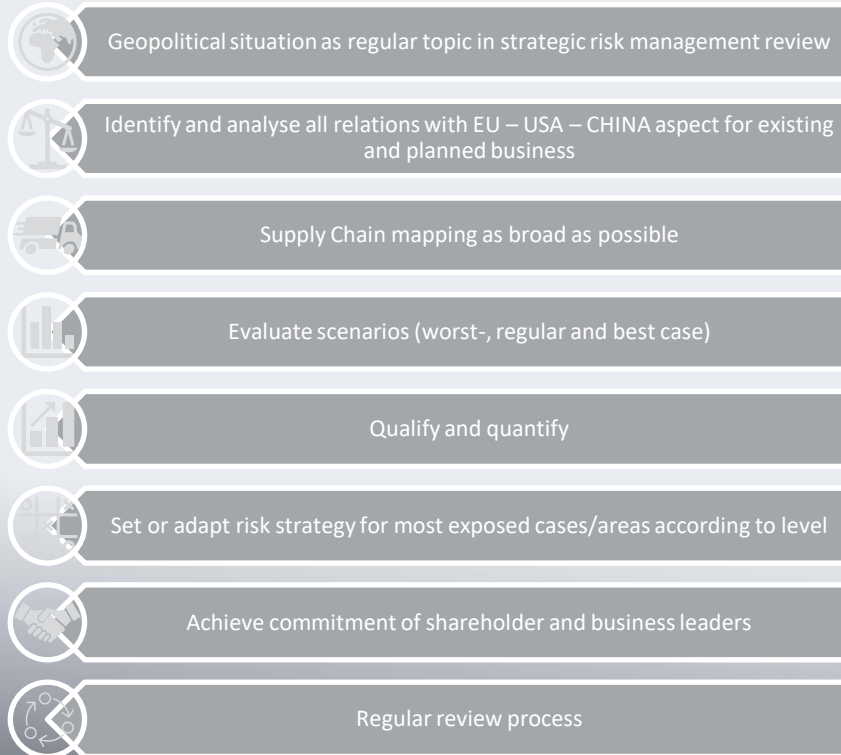 Geopolitical situation as regular topic in strategic risk management review
Identify and analyse all relations with EU – USA – CHINA aspect for existing
and planned business
Supply Chain mapping as broad as possible
Evaluate scenarios (worst-, regular and best case)
Qualify and quantify
Set or adapt risk strategy for most exposed cases/areas according to level
Achieve commitment of shareholder and business leaders
Regular review process